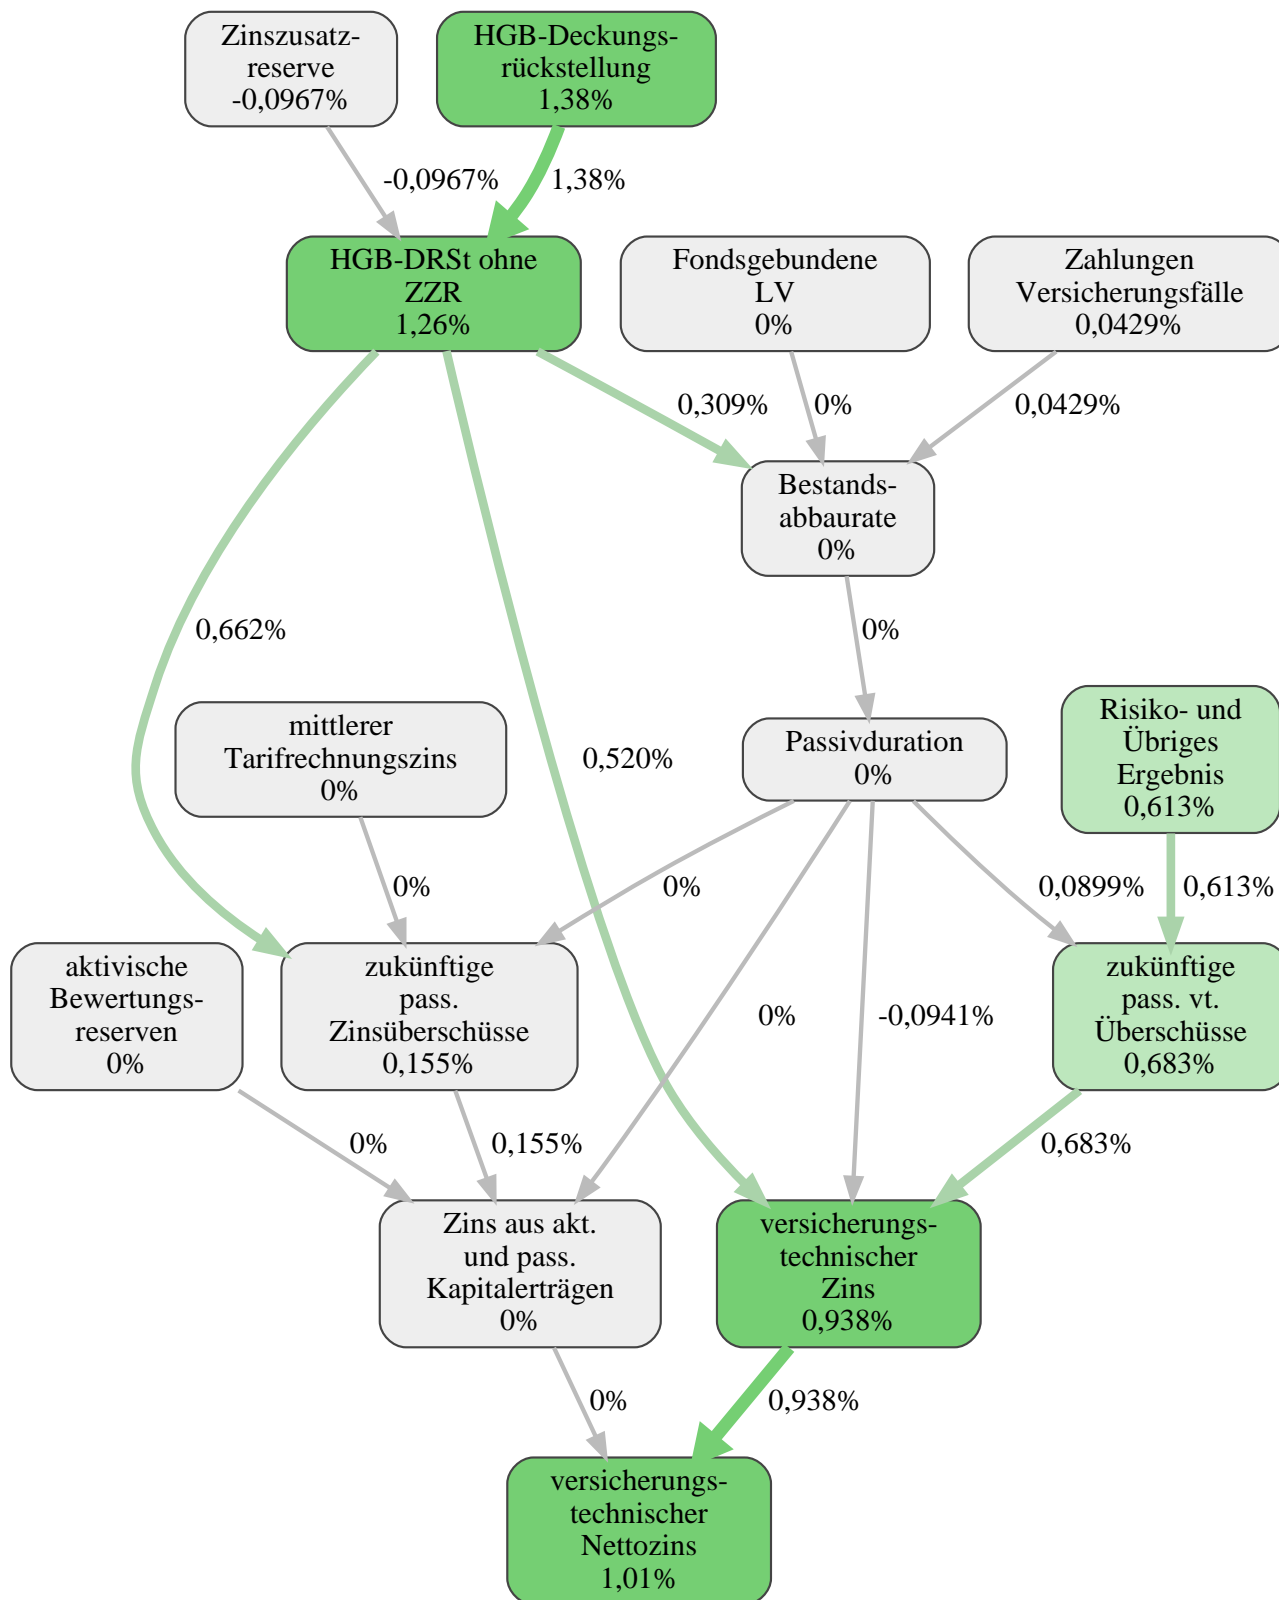 Zinszusatz-
reserve
-0,0967%
HGB-Deckungs-
rückstellung
1,38%
-0,0967%
1,38%
HGB-DRSt ohne
ZZR
1,26%
Fondsgebundene
LV
0%
Zahlungen
Versicherungsfälle
0,0429%
0,309%
0%
0,0429%
Bestands-
abbaurate
0%
0,662%
0%
mittlerer
Tarifrechnungszins
0%
0,520%
Passivduration
0%
Risiko- und
Übriges
Ergebnis
0,613%
0%
0%
0,0899%
0,613%
aktivische
Bewertungs-
reserven
0%
zukünftige
pass.
Zinsüberschüsse
0,155%
0%
-0,0941%
zukünftige
pass. vt.
Überschüsse
0,683%
0%
0,155%
0,683%
Zins aus akt.
und pass.
Kapitalerträgen
0%
versicherungs-
technischer
Zins
0,938%
0%
0,938%
versicherungs-
technischer
Nettozins
1,01%